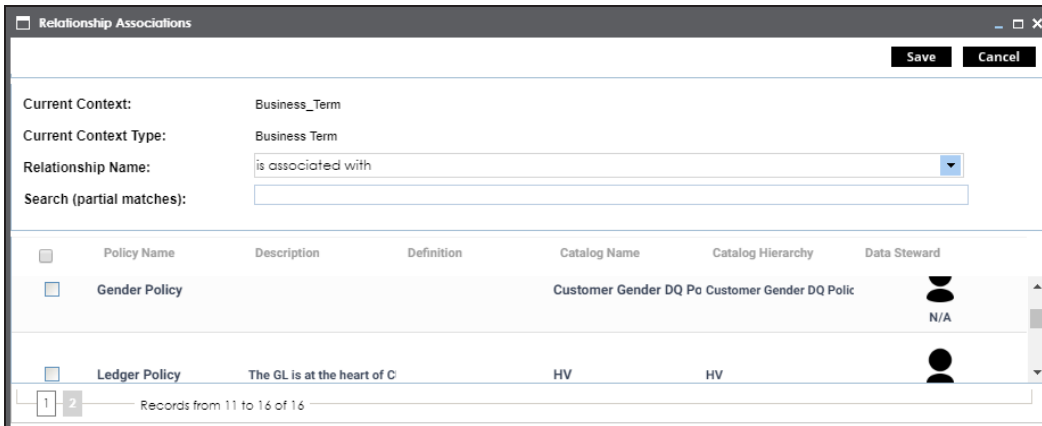 Relationship Associations
Save Cancel
Current Context: Business_Term
Current Context Type: Business Term
Relationship Name: is associated with
Search (partial matches):
Policy Name Description Definition Catalog Name Catalog Hierarchy Data Steward
Gender Policy Customer Gender DQ Po Customer Gender DQ Polic
N/A
Ledger Policy The GL is at the heart of C HV HV
1 2 Records from 11 to 16 of 16